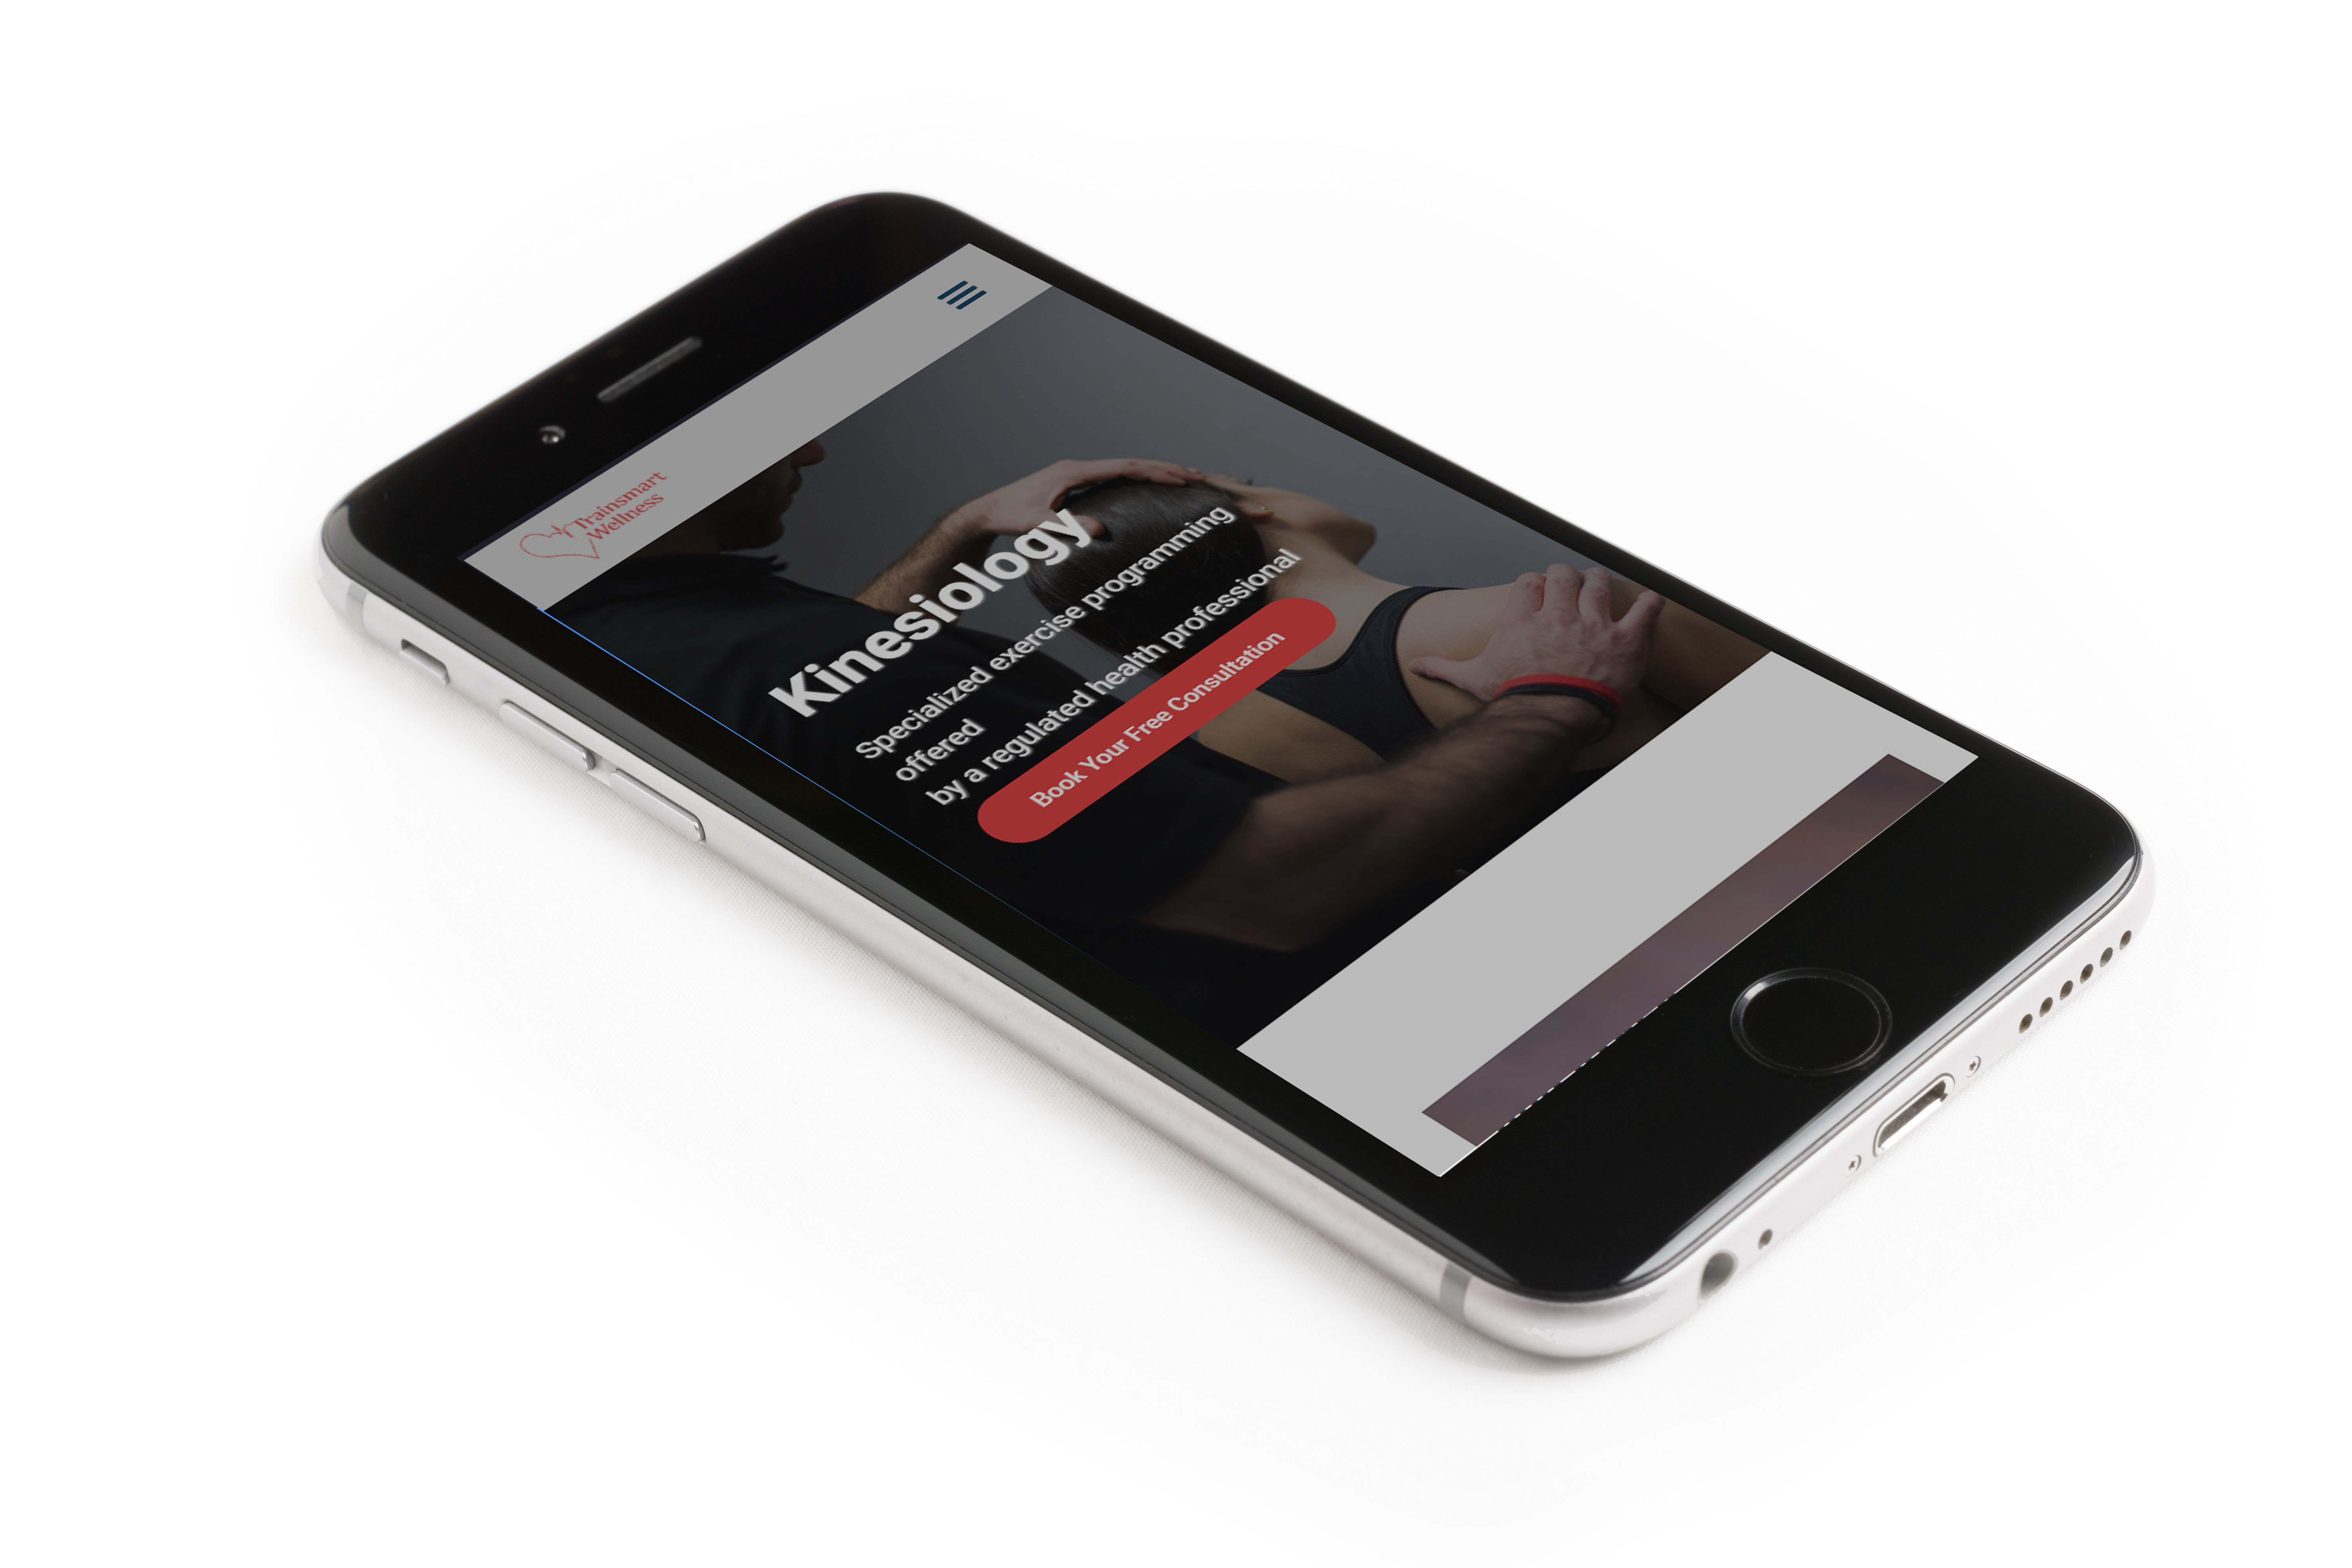 Trainsmart
Wellness
Kinesiology
Specialized exercise programming
offered
by a regulated health professional
Book Your Free Consultation